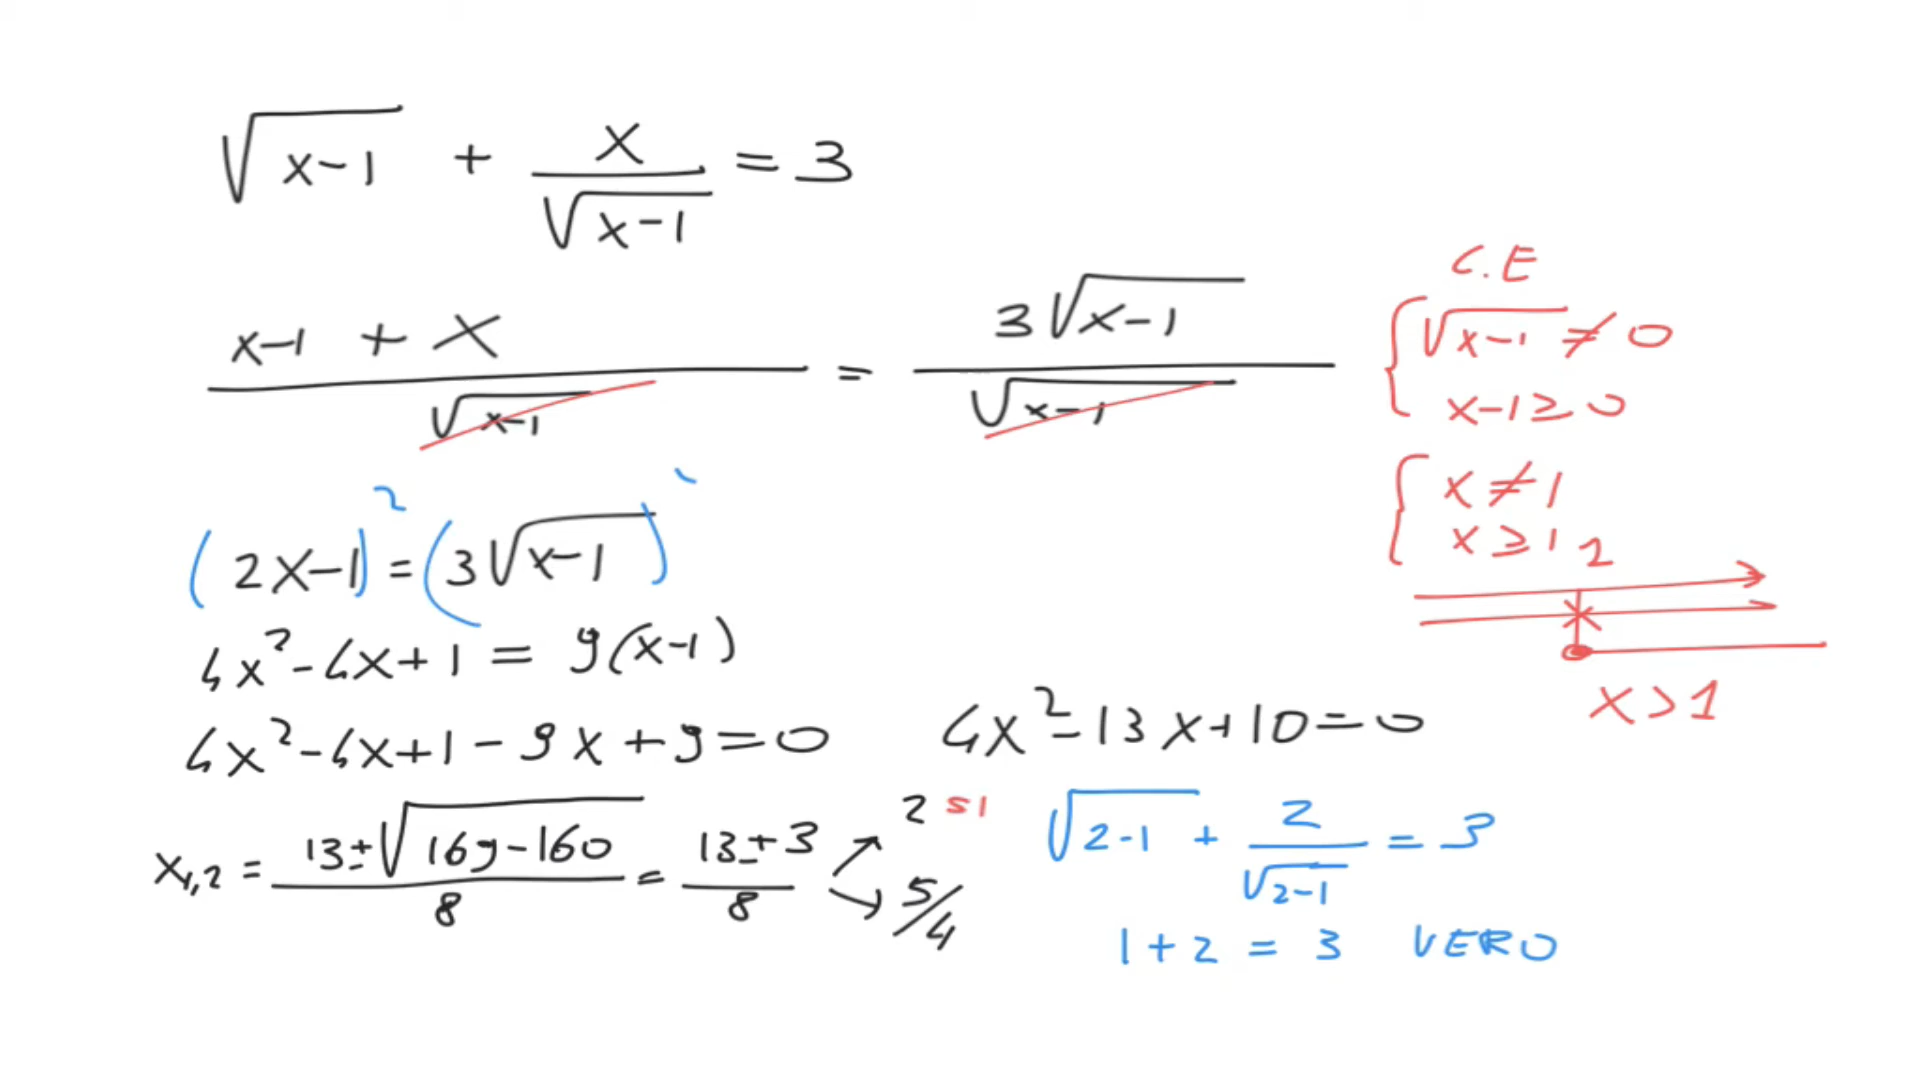 √(x-1) + x/√(x-1) = 3
(x-1 + x)/√(x-1) = 3√(x-1)/√(x-1)
(2x-1)² = (3√(x-1))
4x²-4x+1 = 9(x-1)
4x²-4x+1-9x+9=0
4x²-13x+10=0
x1,2 = (13±√(169-160))/8 = (13±3)/8
2 SI
5/4
√(2-1) + 2/√(2-1) = 3
1+2 = 3 VERO
C.E
{ √(x-1) ≠ 0
x-1≥0
{ x≠1
x≥1
2
x>1